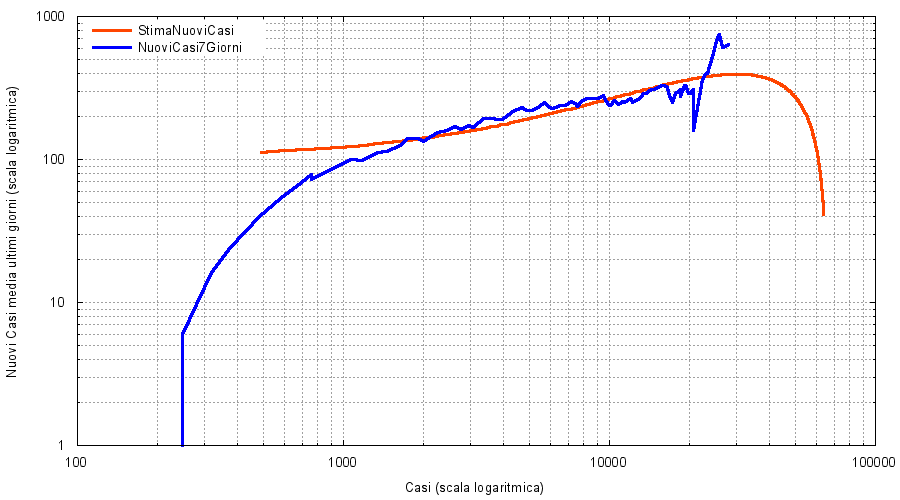 1000
StimaNuoviCasi
NuoviCasi7Giorni
100
10
1
Nuovi Casi media ultimi giorni (scala logaritmica)
100
1000
10000
100000
Casi (scala logaritmica)